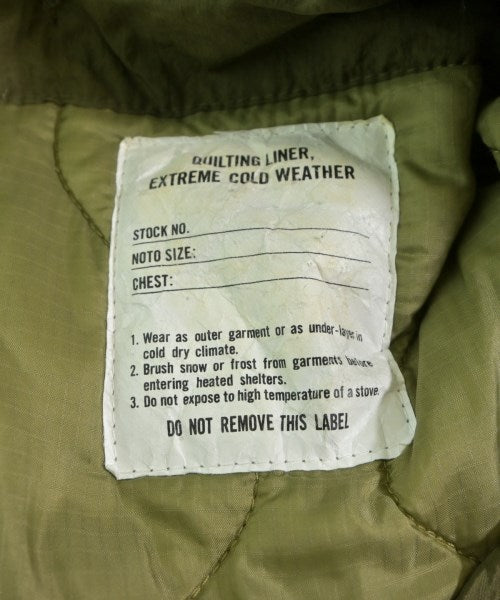 QUILTING LINER,
EXTREME COLD WEATHER
STOCK NO.
NOTO SIZE:
CHEST:
1. Wear as outer garment or as under-layer in
cold dry climate.
2. Brush snow or frost from garments before
entering heated shelters.
3. Do not expose to high temperature of a stove.
DO NOT REMOVE THIS LABEL